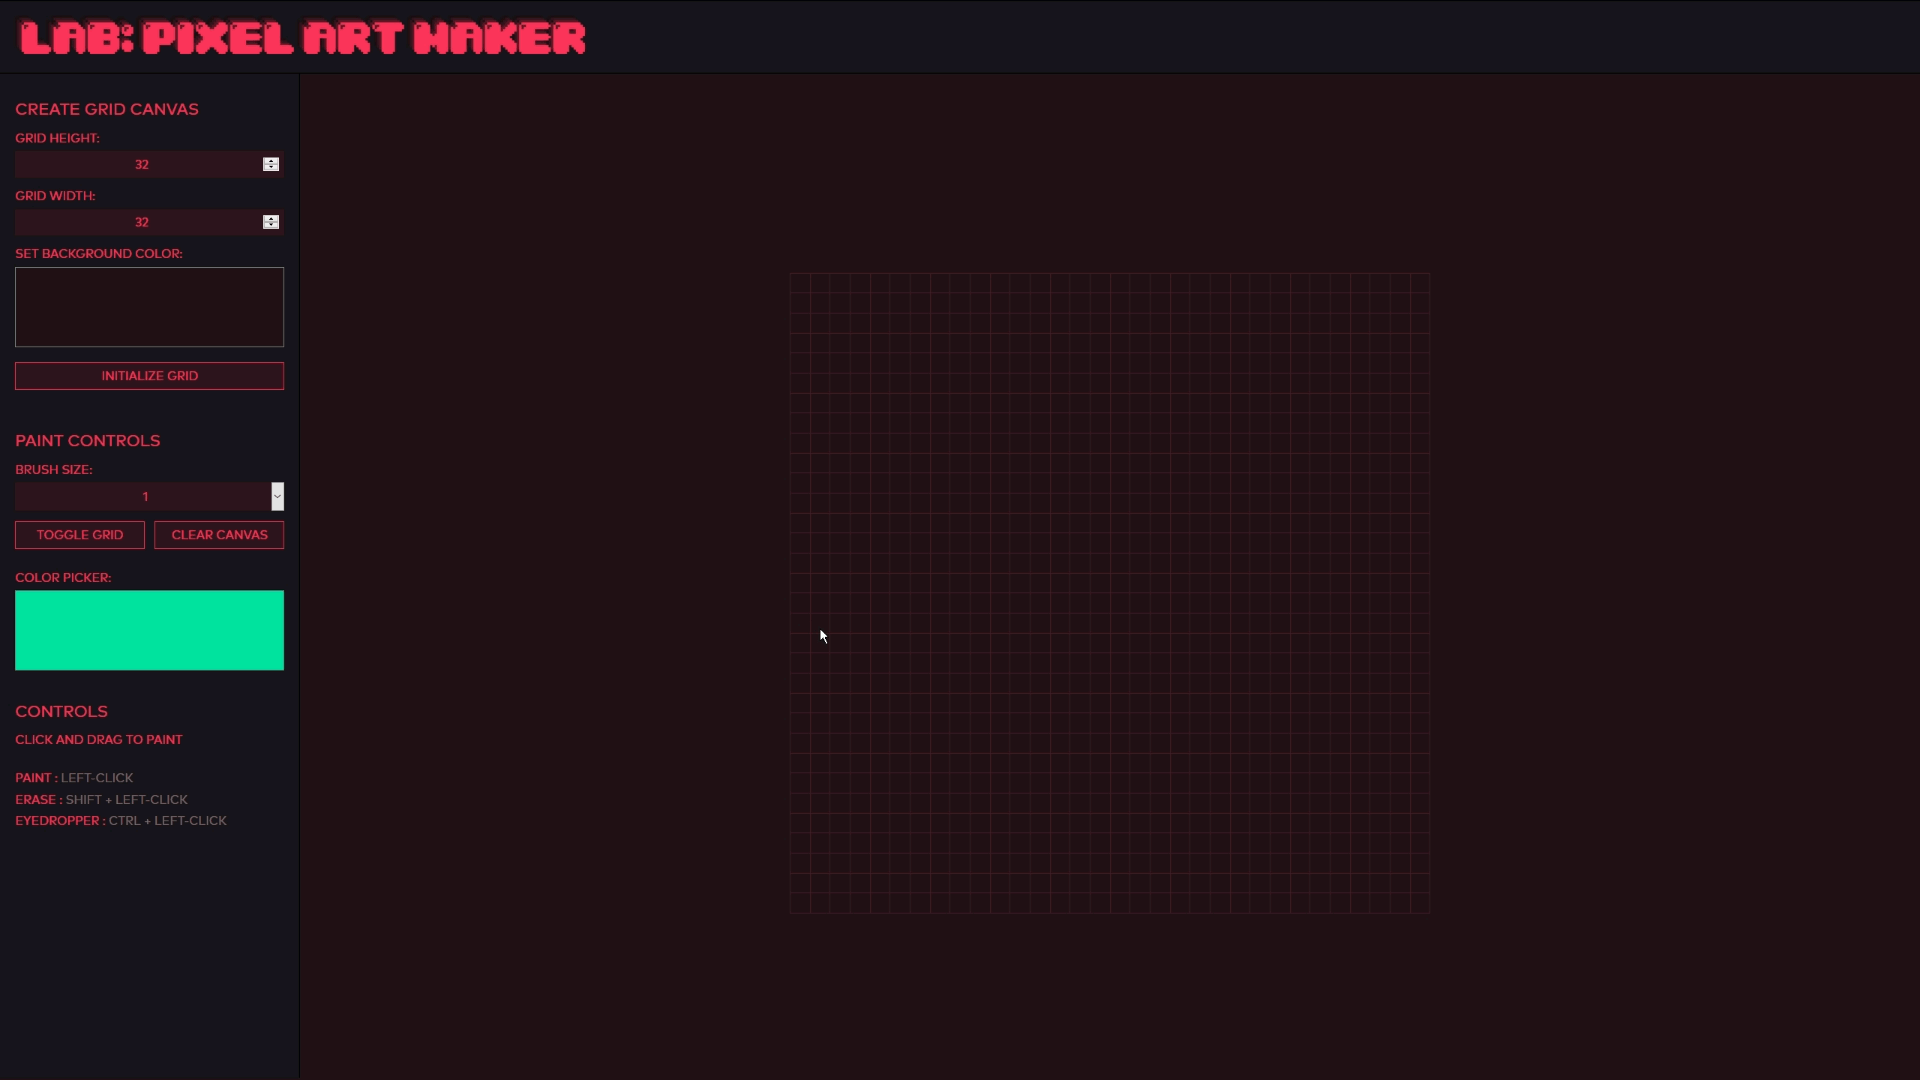 LAB: PIXEL ART MAKER
CREATE GRID CANVAS
GRID HEIGHT:
32
GRID WIDTH:
32
SET BACKGROUND COLOR:
INITIALIZE GRID
PAINT CONTROLS
BRUSH SIZE:
1
TOGGLE GRID CLEAR CANVAS
COLOR PICKER:
CONTROLS
CLICK AND DRAG TO PAINT
PAINT : LEFT-CLICK
ERASE : SHIFT + LEFT-CLICK
EYEDROPPER : CTRL + LEFT-CLICK